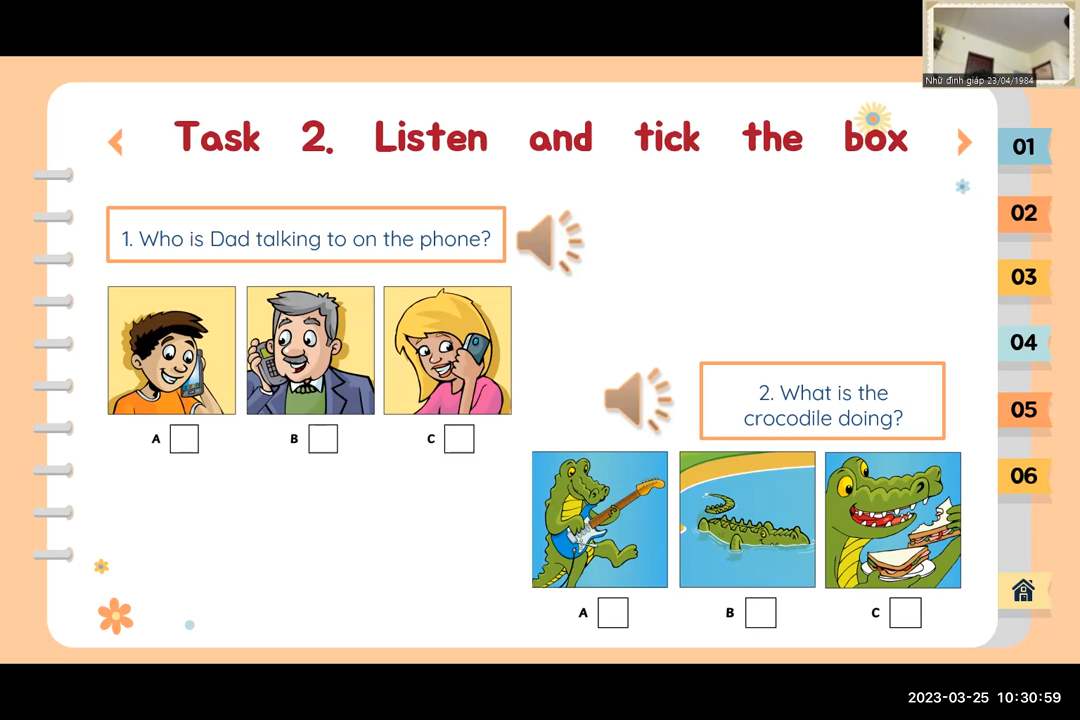 Nhữ đình giáp 23/04/1984
Task 2. Listen and tick the box
01
02
03
04
05
06
1. Who is Dad talking to on the phone?
A
B
C
2. What is the
crocodile doing?
A
B
C
2023-03-25 10:30:59